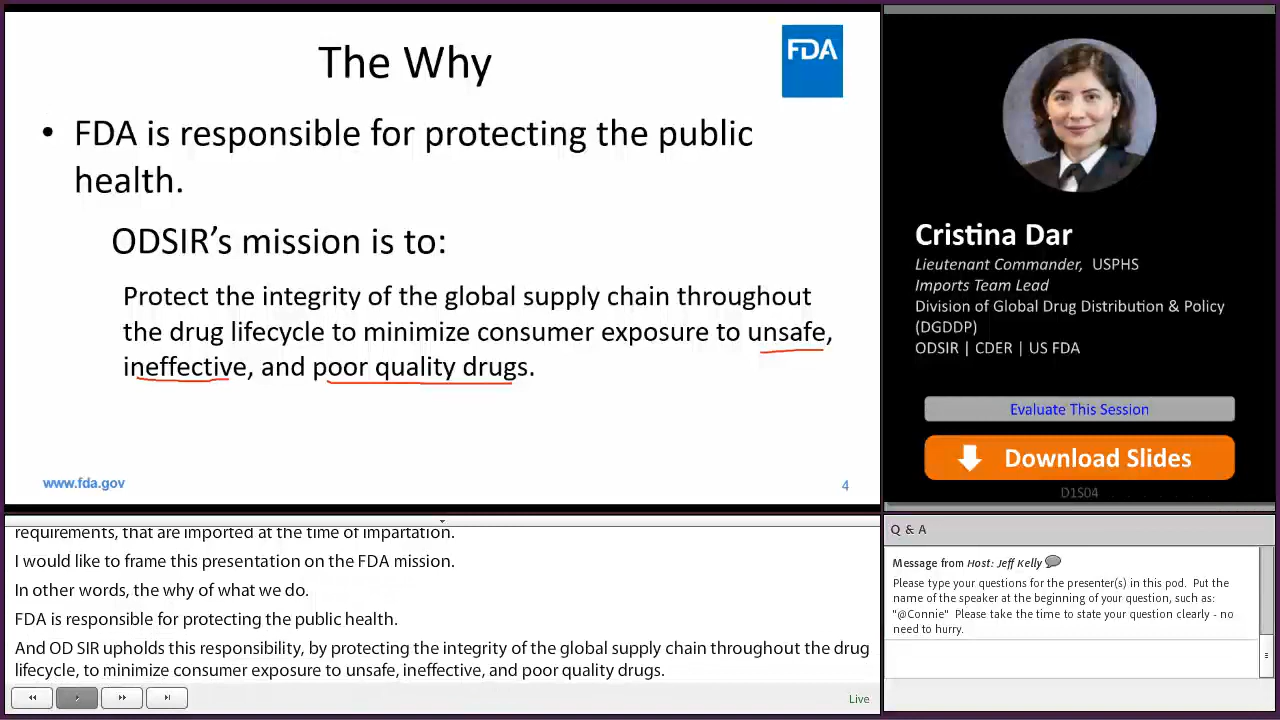 The Why
FDA
• FDA is responsible for protecting the public
health.
ODSIR’s mission is to:
Protect the integrity of the global supply chain throughout
the drug lifecycle to minimize consumer exposure to unsafe,
ineffective, and poor quality drugs.
www.fda.gov
4
Cristina Dar
Lieutenant Commander, USPHS
Imports Team Lead
Division of Global Drug Distribution & Policy
(DGDDP)
ODSIR | CDER | US FDA
Evaluate This Session
Download Slides
D1S04
requirements, that are imported at the time of impartation.
I would like to frame this presentation on the FDA mission.
In other words, the why of what we do.
FDA is responsible for protecting the public health.
And OD SIR upholds this responsibility, by protecting the integrity of the global supply chain throughout the drug
lifecycle, to minimize consumer exposure to unsafe, ineffective, and poor quality drugs.
Live
Q & A
Message from Host: Jeff Kelly
Please type your questions for the presenter(s) in this pod. Put the
name of the speaker at the beginning of your question, such as:
"@Connie" Please take the time to state your question clearly - no
need to hurry.